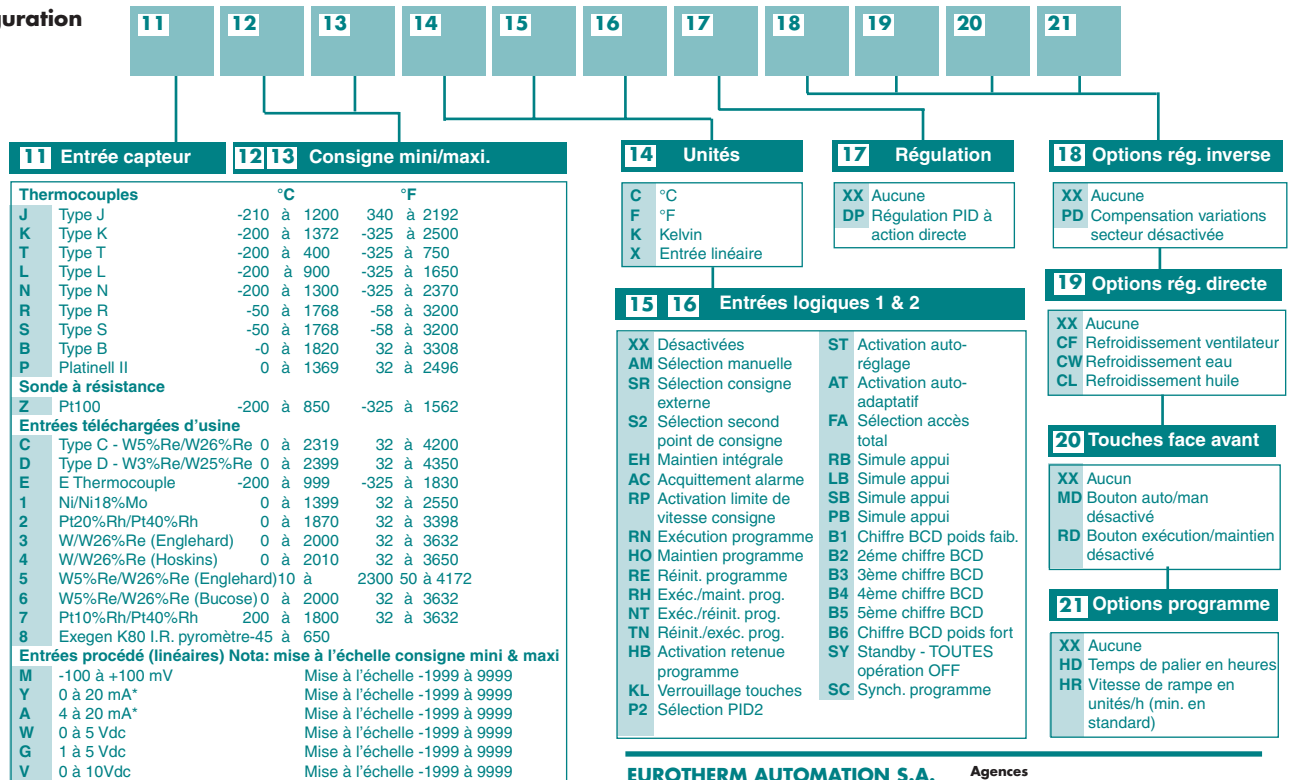 guration
11 12 13 14 15 16 17 18 19 20 21
11 Entrée capteur
12 13 Consigne mini/maxi.
Thermocouples °C °F
J Type J -210 à 1200 340 à 2192
K Type K -200 à 1372 -325 à 2500
T Type T -200 à 400 -325 à 750
L Type L -200 à 900 -325 à 1650
N Type N -200 à 1300 -325 à 2370
R Type R -50 à 1768 -58 à 3200
S Type S -50 à 1768 -58 à 3200
B Type B -0 à 1820 32 à 3308
P Platinell II 0 à 1369 32 à 2496
Sonde à résistance
Z Pt100 -200 à 850 -325 à 1562
Entrées téléchargées d'usine
C Type C - W5%Re/W26%Re 0 à 2319 32 à 4200
D Type D - W3%Re/W25%Re 0 à 2399 32 à 4350
E E Thermocouple -200 à 999 -325 à 1830
1 Ni/Ni18%Mo 0 à 1399 32 à 2550
2 Pt20%Rh/Pt40%Rh 0 à 1870 32 à 3398
3 W/W26%Re (Englehard) 0 à 2000 32 à 3632
4 W/W26%Re (Hoskins) 0 à 2010 32 à 3650
5 W5%Re/W26%Re (Englehard)10 à 2300 50 à 4172
6 W5%Re/W26%Re (Bucose) 0 à 2000 32 à 3632
7 Pt10%Rh/Pt40%Rh 200 à 1800 32 à 3632
8 Exegen K80 I.R. pyromètre-45 à 650
Entrées procédé (linéaires) Nota: mise à l'échelle consigne mini & maxi
M -100 à +100 mV Mise à l'échelle -1999 à 9999
Y 0 à 20 mA* Mise à l'échelle -1999 à 9999
A 4 à 20 mA* Mise à l'échelle -1999 à 9999
W 0 à 5 Vdc Mise à l'échelle -1999 à 9999
G 1 à 5 Vdc Mise à l'échelle -1999 à 9999
V 0 à 10Vdc Mise à l'échelle -1999 à 9999
14 Unités
C °C
F °F
K Kelvin
X Entrée linéaire
15 16 Entrées logiques 1 & 2
XX Désactivées
AM Sélection manuelle
SR Sélection consigne
externe
S2 Sélection second
point de consigne
EH Maintien intégrale
AC Acquittement alarme
RP Activation limite de
vitesse consigne
RN Exécution programme
HO Maintien programme
RE Réinit. programme
RH Exéc./maint. prog.
NT Exéc./réinit. prog.
TN Réinit./exéc. prog.
HB Activation retenue
programme
KL Verrouillage touches
P2 Sélection PID2
ST Activation auto-
réglage
AT Activation auto-
adaptatif
FA Sélection accès
total
RB Simule appui
LB Simule appui
SB Simule appui
PB Simule appui
B1 Chiffre BCD poids faib.
B2 2éme chiffre BCD
B3 3ème chiffre BCD
B4 4ème chiffre BCD
B5 5ème chiffre BCD
B6 Chiffre BCD poids fort
SY Standby - TOUTES
opération OFF
SC Synch. programme
17 Régulation
XX Aucune
DP Régulation PID à
action directe
18 Options rég. inverse
XX Aucune
PD Compensation variations
secteur désactivée
19 Options rég. directe
XX Aucune
CF Refroidissement ventilateur
CW Refroidissement eau
CL Refroidissement huile
20 Touches face avant
XX Aucun
MD Bouton auto/man
désactivé
RD Bouton exécution/maintien
désactivé
21 Options programme
XX Aucune
HD Temps de palier en heures
HR Vitesse de rampe en
unités/h (min. en
standard)
EUROTHERM AUTOMATION S.A.
Agences